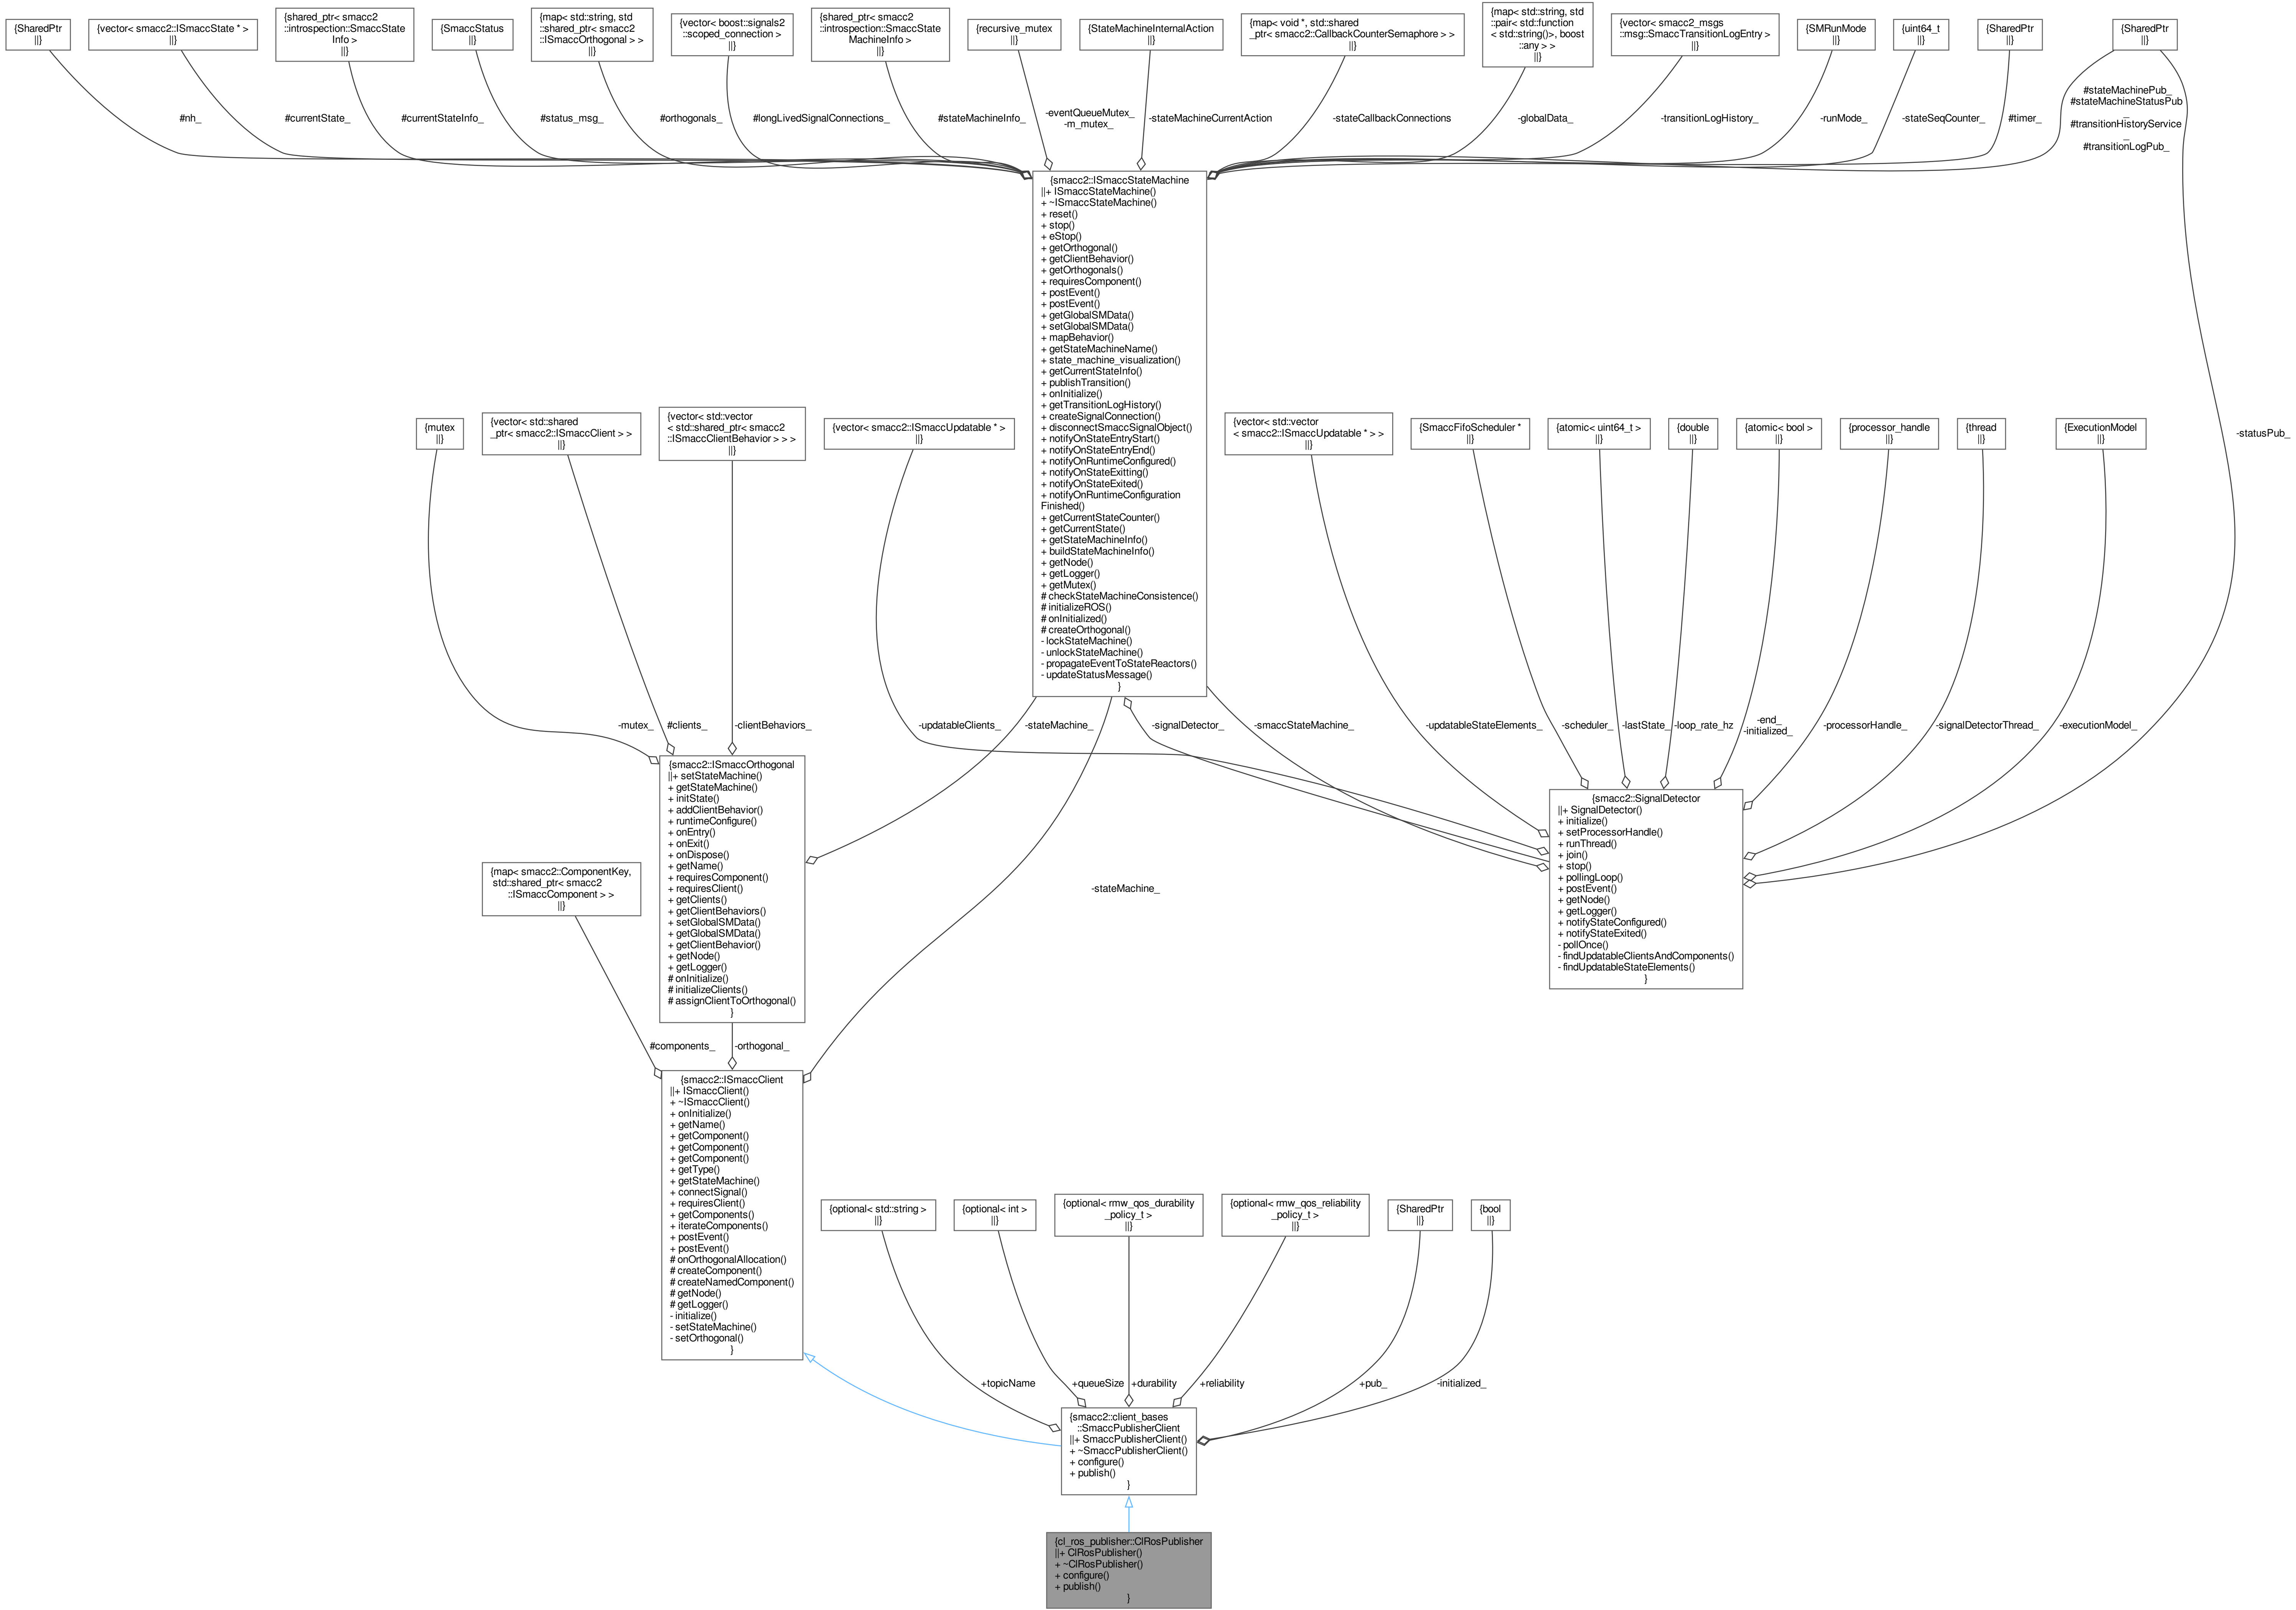 {SharedPtr
||}
{vector< smacc2::ISmaccState * >
||}
{shared_ptr< smacc2
::introspection::SmaccState
Info >
||}
{SmaccStatus
||}
{map< std::string, std
::shared_ptr< smacc2
::ISmaccOrthogonal > >
||}
{vector< boost::signals2
::scoped_connection >
||}
{shared_ptr< smacc2
::introspection::SmaccState
MachineInfo >
||}
{recursive_mutex
||}
{StateMachineInternalAction
||}
{map< void *, std::shared
_ptr< smacc2::CallbackCounterSemaphore > >
||}
{map< std::string, std
::pair< std::function
< std::string()>, boost
::any > >
||}
{vector< smacc2_msgs
::msg::SmaccTransitionLogEntry >
||}
{SMRunMode
||}
{uint64_t
||}
{SharedPtr
||}
{SharedPtr
||}
#nh_
#currentState_
#currentStateInfo_
#status_msg_
#orthogonals_
#longLivedSignalConnections_
#stateMachineInfo_
-eventQueueMutex_
-m_mutex_
-stateMachineCurrentAction
-stateCallbackConnections
-globalData_
-transitionLogHistory_
-runMode_
-stateSeqCounter_
#timer_
#stateMachinePub_
#stateMachineStatusPub
_
#transitionHistoryService
_
#transitionLogPub_
{smacc2::ISmaccStateMachine
||+ ISmaccStateMachine()
+ ~ISmaccStateMachine()
+ reset()
+ stop()
+ eStop()
+ getOrthogonal()
+ getClientBehavior()
+ getOrthogonals()
+ requiresComponent()
+ postEvent()
+ postEvent()
+ getGlobalSMData()
+ setGlobalSMData()
+ mapBehavior()
+ getStateMachineName()
+ state_machine_visualization()
+ getCurrentStateInfo()
+ publishTransition()
+ onInitialize()
+ getTransitionLogHistory()
+ createSignalConnection()
+ disconnectSmaccSignalObject()
+ notifyOnStateEntryStart()
+ notifyOnStateEntryEnd()
+ notifyOnRuntimeConfigured()
+ notifyOnStateExitting()
+ notifyOnStateExited()
+ notifyOnRuntimeConfiguration
Finished()
+ getCurrentStateCounter()
+ getCurrentState()
+ getStateMachineInfo()
+ buildStateMachineInfo()
+ getNode()
+ getLogger()
+ getMutex()
# checkStateMachineConsistence()
# initializeROS()
# onInitialized()
# createOrthogonal()
- lockStateMachine()
- unlockStateMachine()
- propagateEventToStateReactors()
- updateStatusMessage()
}
-statusPub_
{mutex
||}
{vector< std::shared
_ptr< smacc2::ISmaccClient > >
||}
{vector< std::vector
< std::shared_ptr< smacc2
::ISmaccClientBehavior > > >
||}
{vector< smacc2::ISmaccUpdatable * >
||}
{vector< std::vector
< smacc2::ISmaccUpdatable * > >
||}
{SmaccFifoScheduler *
||}
{atomic< uint64_t >
||}
{double
||}
{atomic< bool >
||}
{processor_handle
||}
{thread
||}
{ExecutionModel
||}
-mutex_
#clients_
-clientBehaviors_
-updatableClients_
-stateMachine_
-signalDetector_
-smaccStateMachine_
-updatableStateElements_
-scheduler_
-lastState_
-loop_rate_hz
-end_
-initialized_
-processorHandle_
-signalDetectorThread_
-executionModel_
{smacc2::ISmaccOrthogonal
||+ setStateMachine()
+ getStateMachine()
+ initState()
+ addClientBehavior()
+ runtimeConfigure()
+ onEntry()
+ onExit()
+ onDispose()
+ getName()
+ requiresComponent()
+ requiresClient()
+ getClients()
+ getClientBehaviors()
+ setGlobalSMData()
+ getGlobalSMData()
+ getClientBehavior()
+ getNode()
+ getLogger()
# onInitialize()
# initializeClients()
# assignClientToOrthogonal()
}
{smacc2::SignalDetector
||+ SignalDetector()
+ initialize()
+ setProcessorHandle()
+ runThread()
+ join()
+ stop()
+ pollingLoop()
+ postEvent()
+ getNode()
+ getLogger()
+ notifyStateConfigured()
+ notifyStateExited()
- pollOnce()
- findUpdatableClientsAndComponents()
- findUpdatableStateElements()
}
{map< smacc2::ComponentKey,
std::shared_ptr< smacc2
::ISmaccComponent > >
||}
-stateMachine_
#components_
-orthogonal_
{smacc2::ISmaccClient
||+ ISmaccClient()
+ ~ISmaccClient()
+ onInitialize()
+ getName()
+ getComponent()
+ getComponent()
+ getComponent()
+ getType()
+ getStateMachine()
+ connectSignal()
+ requiresClient()
+ getComponents()
+ iterateComponents()
+ postEvent()
+ postEvent()
# onOrthogonalAllocation()
# createComponent()
# createNamedComponent()
# getNode()
# getLogger()
- initialize()
- setStateMachine()
- setOrthogonal()
}
{optional< std::string >
||}
{optional< int >
||}
{optional< rmw_qos_durability
_policy_t >
||}
{optional< rmw_qos_reliability
_policy_t >
||}
{SharedPtr
||}
{bool
||}
+topicName
+queueSize
+durability
+reliability
+pub_
-initialized_
{smacc2::client_bases
::SmaccPublisherClient
||+ SmaccPublisherClient()
+ ~SmaccPublisherClient()
+ configure()
+ publish()
}
{cl_ros_publisher::ClRosPublisher
||+ ClRosPublisher()
+ ~ClRosPublisher()
+ configure()
+ publish()
}